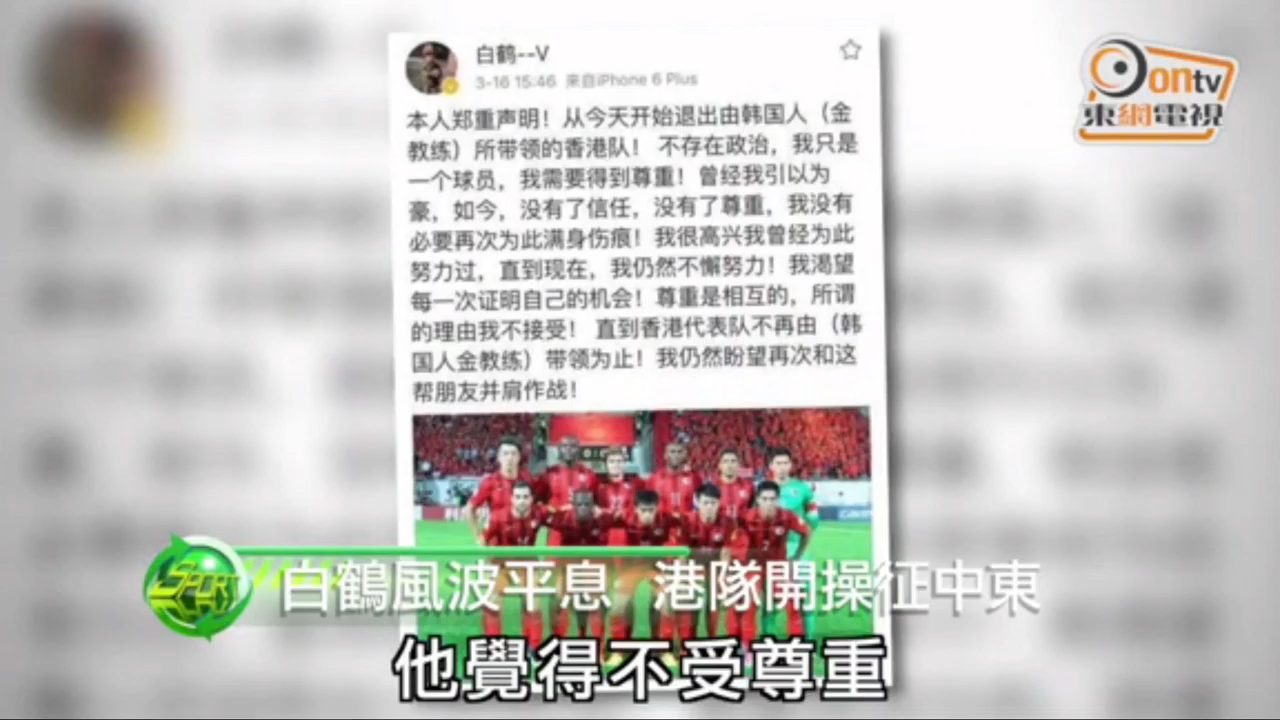 白鹤--V
3-16 15:46 来自iPhone 6 Plus
ontv
東網電視
本人郑重声明！从今天开始退出由韩国人（金
教练）所带领的香港队！ 不存在政治，我只是
一个球员，我需要得到尊重！曾经我引以为
豪，如今，没有了信任，没有了尊重，我没有
必要再次为此满身伤痕！我很高兴我曾经为此
努力过，直到现在，我仍然不懈努力！我渴望
每一次证明自己的机会！尊重是相互的，所谓
的理由我不接受！ 直到香港代表队不再由（韩
国人金教练）带领为止！我仍然盼望再次和这
帮朋友并肩作战！
白鶴風波平息 港隊開操征中東
他覺得不受尊重